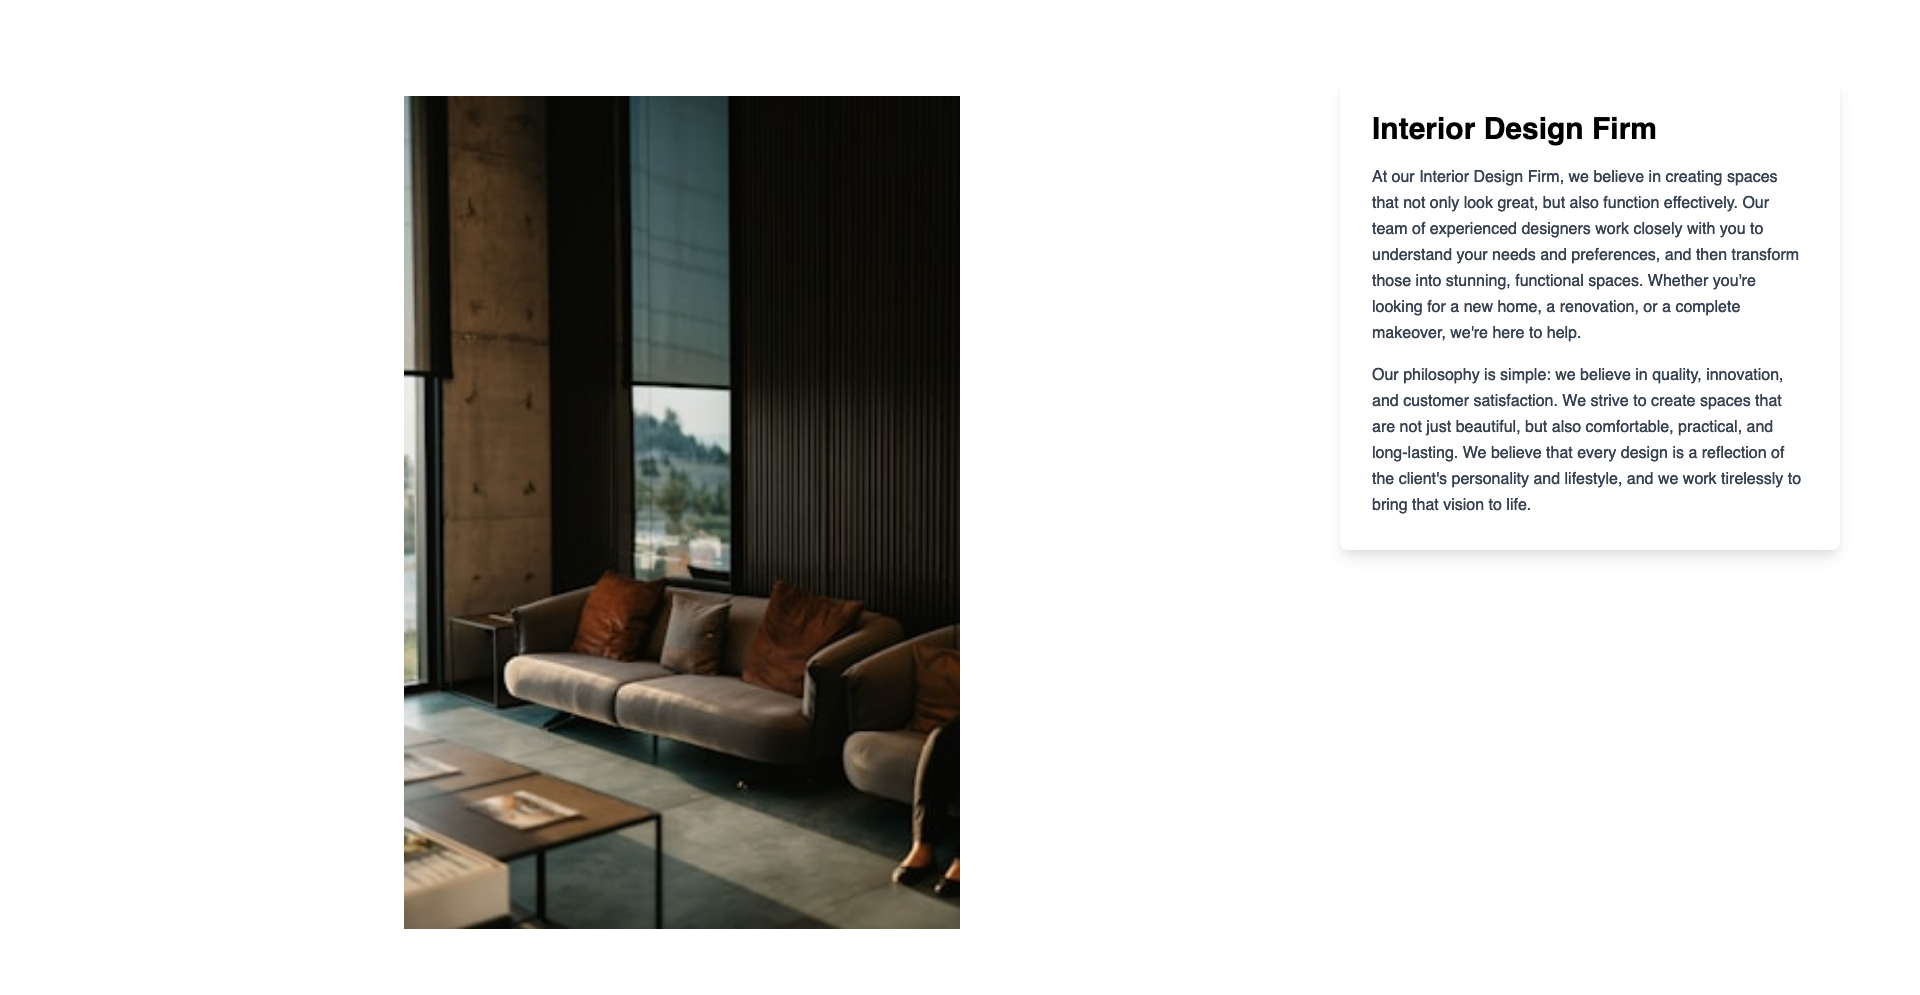 Interior Design Firm
At our Interior Design Firm, we believe in creating spaces
that not only look great, but also function effectively. Our
team of experienced designers work closely with you to
understand your needs and preferences, and then transform
those into stunning, functional spaces. Whether you're
looking for a new home, a renovation, or a complete
makeover, we're here to help.
Our philosophy is simple: we believe in quality, innovation,
and customer satisfaction. We strive to create spaces that
are not just beautiful, but also comfortable, practical, and
long-lasting. We believe that every design is a reflection of
the client's personality and lifestyle, and we work tirelessly to
bring that vision to life.